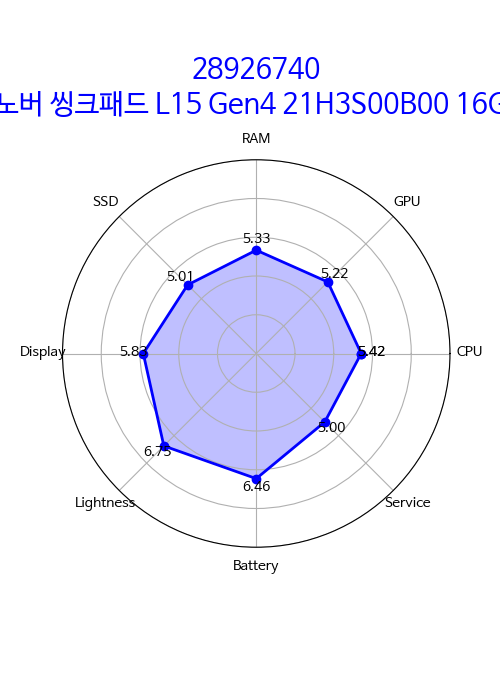 28926740
노버 씽크패드 L15 Gen4 21H3S00B00 16G
RAM
SSD
GPU
5.33
5.01
5.22
Display
5.83
5.42
CPU
6.73
5.00
6.46
Lightness
Service
Battery